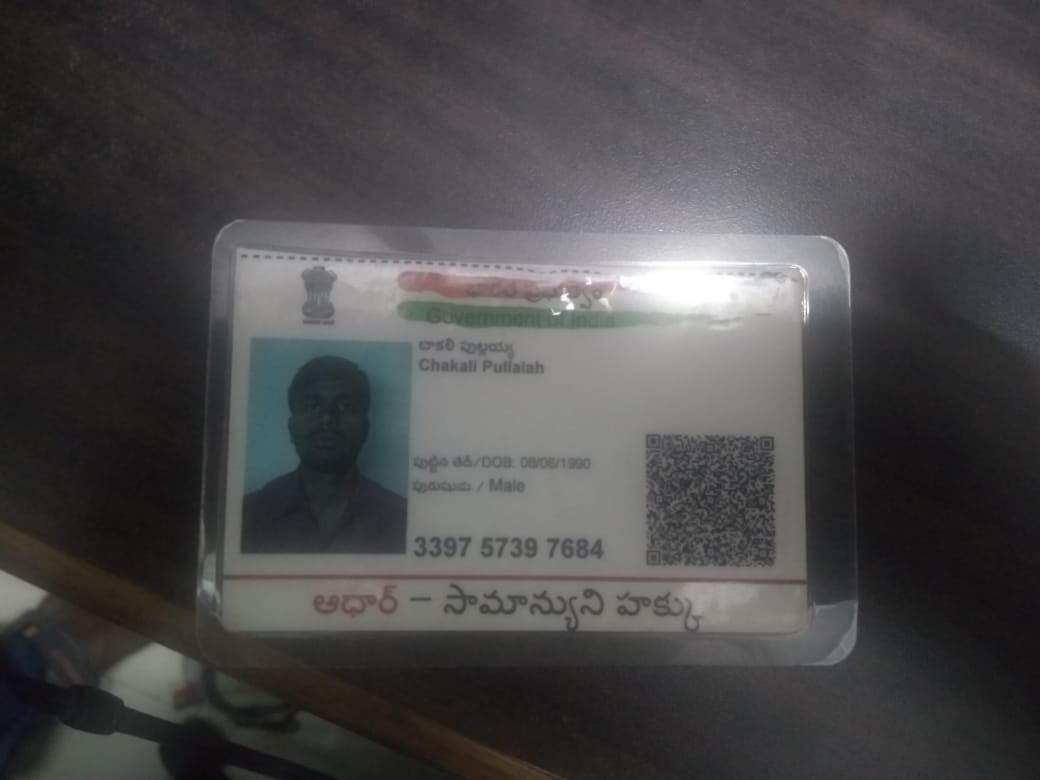 భారత ప్రభుత్వం
Government of India
చాకలి పుల్లయ్య
Chakali Pullaiah
పుట్టిన తేదీ/DOB: 08/06/1990
పురుషుడు / Male
3397 5739 7684
ఆధార్ – సామాన్యుని హక్కు